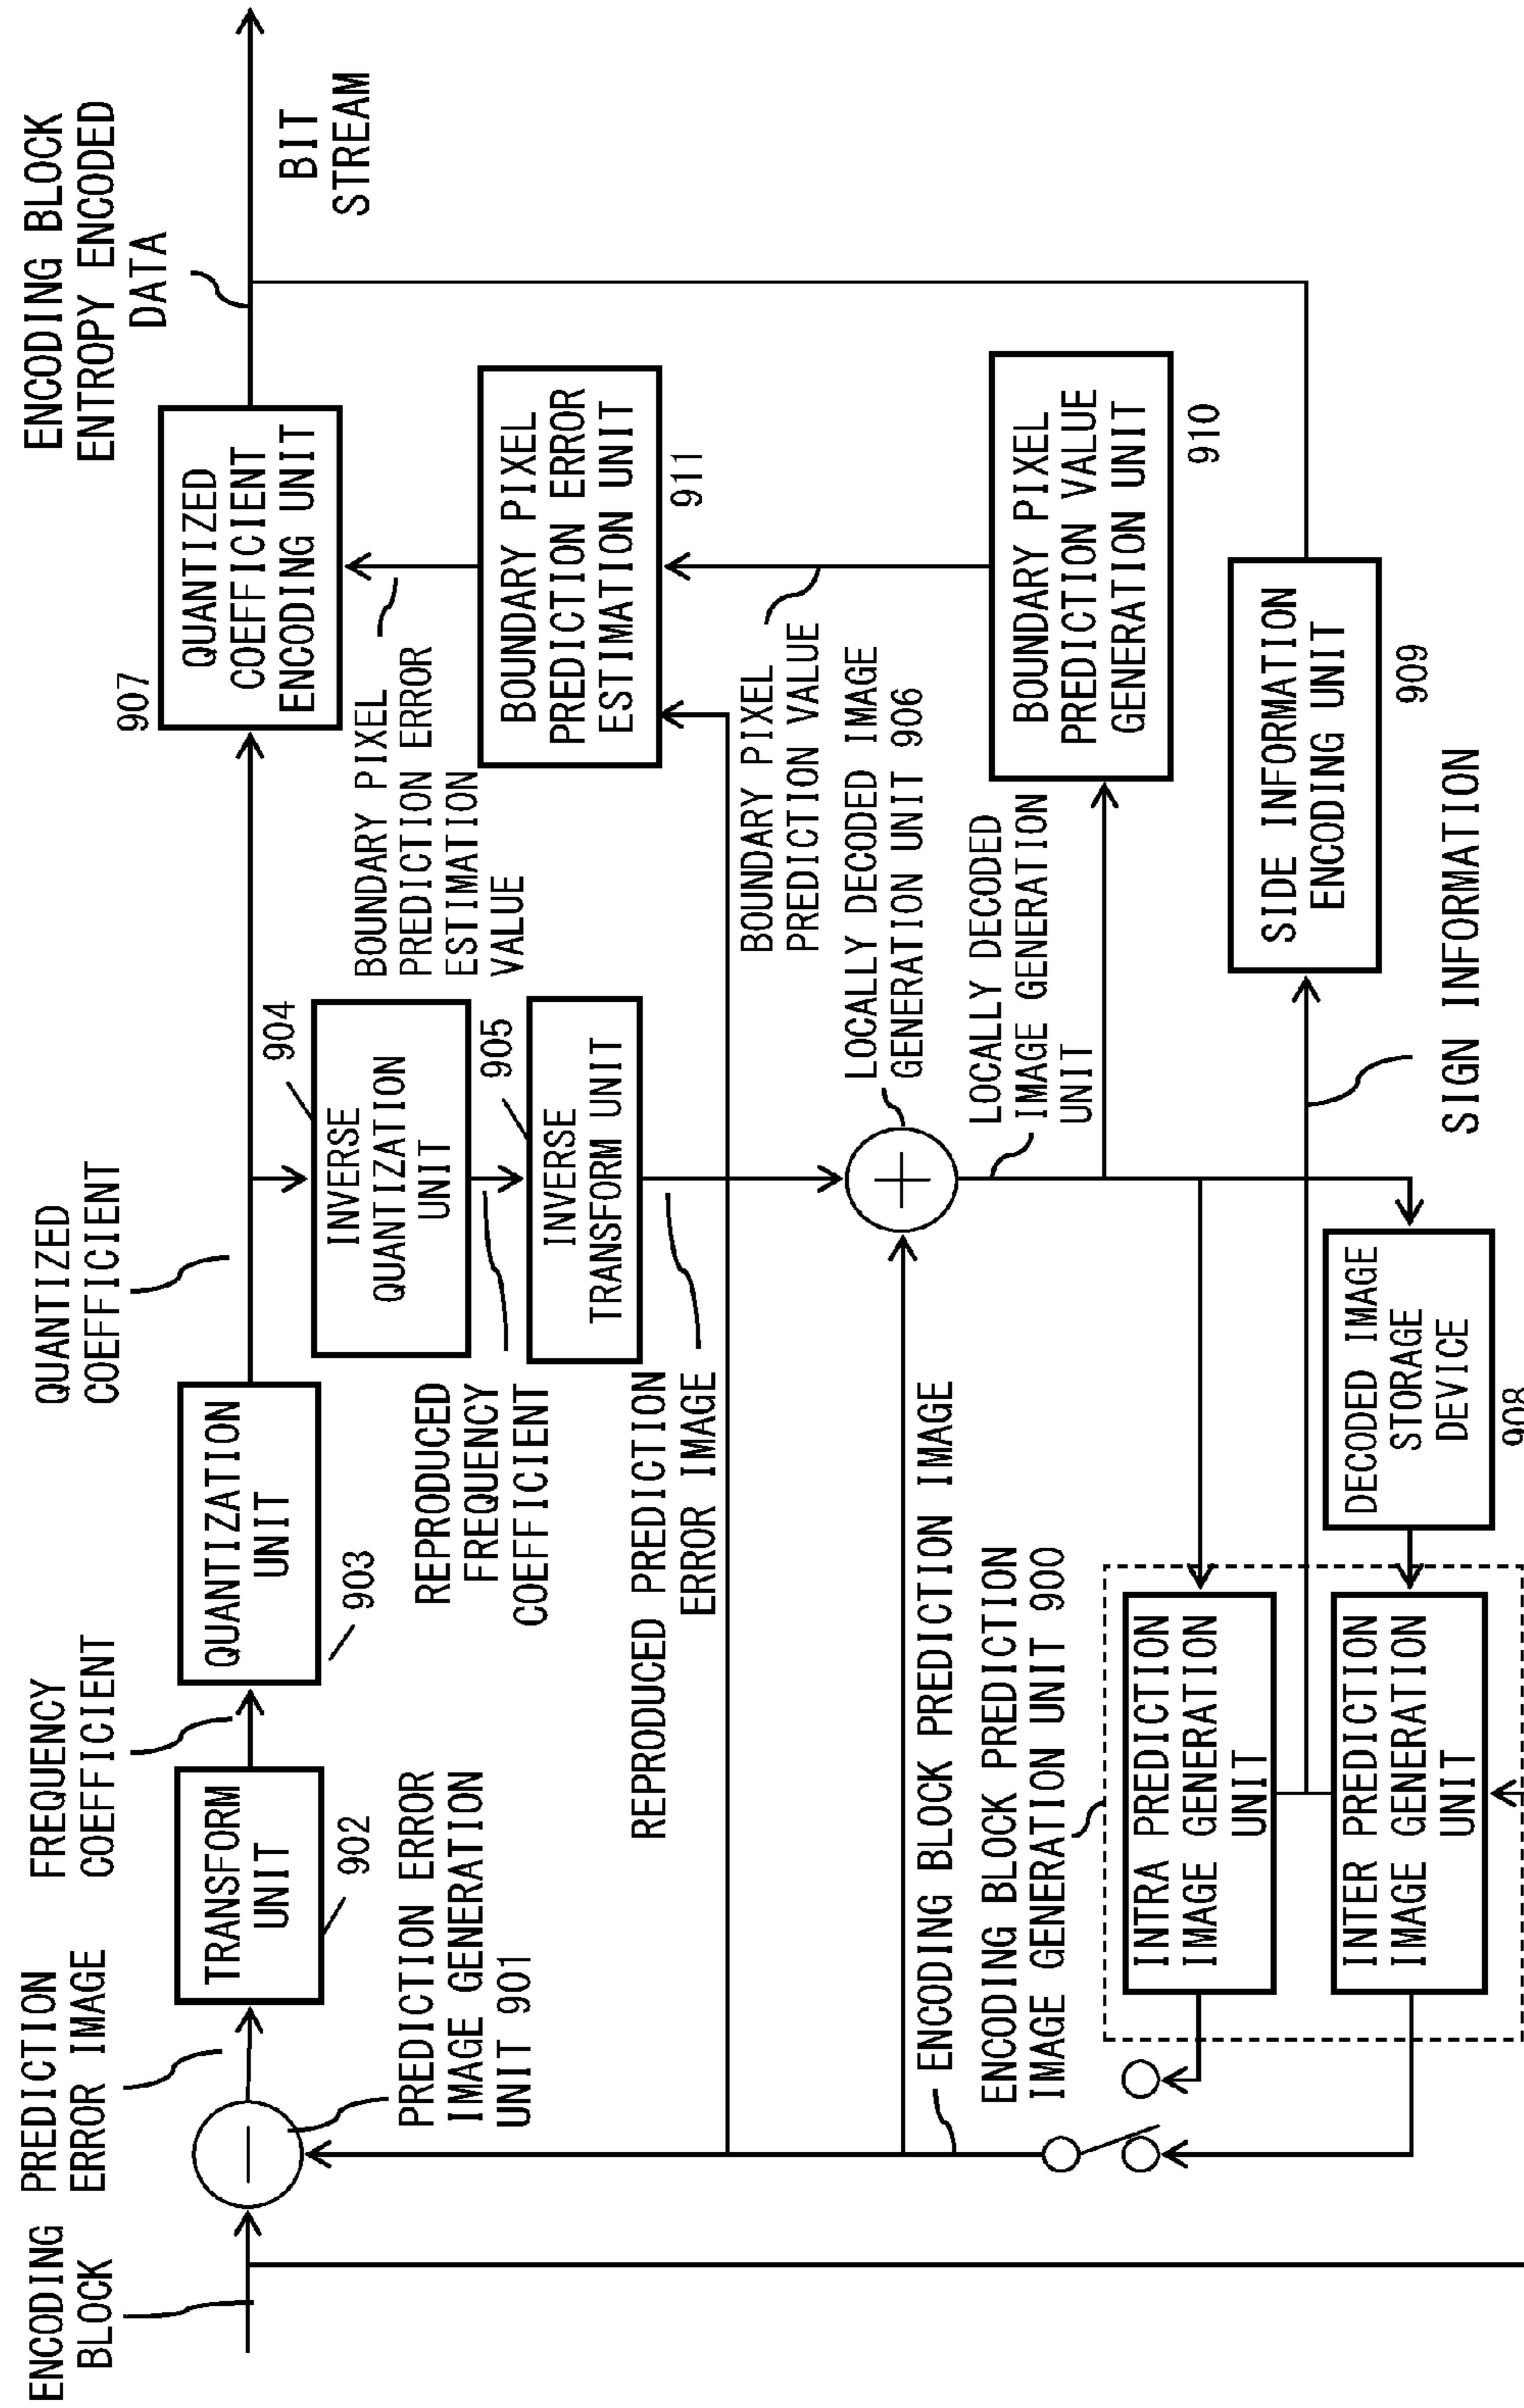 ENCODING
BLOCK
PREDICTION
ERROR IMAGE
FREQUENCY
COEFFICIENT
QUANTIZED
COEFFICIENT
ENCODING BLOCK
ENTROPY ENCODED
DATA
TRANSFORM
UNIT
902
QUANTIZATION
UNIT
903
907
QUANTIZED
COEFFICIENT
ENCODING UNIT
BIT
STREAM
PREDICTION ERROR
IMAGE GENERATION
UNIT 901
904
INVERSE
QUANTIZATION
UNIT
BOUNDARY PIXEL
PREDICTION ERROR
ESTIMATION
VALUE
REPRODUCED
FREQUENCY
COEFFICIENT
905
INVERSE
TRANSFORM UNIT
BOUNDARY PIXEL
PREDICTION ERROR
ESTIMATION UNIT
911
REPRODUCED PREDICTION
ERROR IMAGE
BOUNDARY PIXEL
PREDICTION VALUE
LOCALLY DECODED IMAGE
GENERATION UNIT 906
ENCODING BLOCK PREDICTION IMAGE
LOCALLY DECODED
IMAGE GENERATION
UNIT
BOUNDARY PIXEL
PREDICTION VALUE
GENERATION UNIT
910
ENCODING BLOCK PREDICTION
IMAGE GENERATION UNIT 900
INTRA PREDICTION
IMAGE GENERATION
UNIT
SIDE INFORMATION
ENCODING UNIT
909
INTER PREDICTION
IMAGE GENERATION
UNIT
DECODED IMAGE
STORAGE
DEVICE
908
SIGN INFORMATION